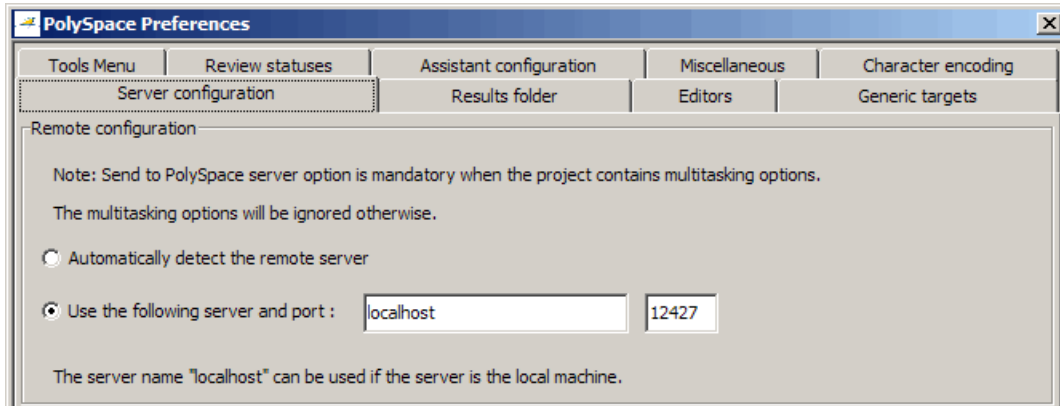 PolySpace Preferences
Tools Menu Review statuses Assistant configuration Miscellaneous Character encoding
Server configuration Results folder Editors Generic targets
Remote configuration
Note: Send to PolySpace server option is mandatory when the project contains multitasking options.
The multitasking options will be ignored otherwise.
Automatically detect the remote server
Use the following server and port : localhost 12427
The server name "localhost" can be used if the server is the local machine.